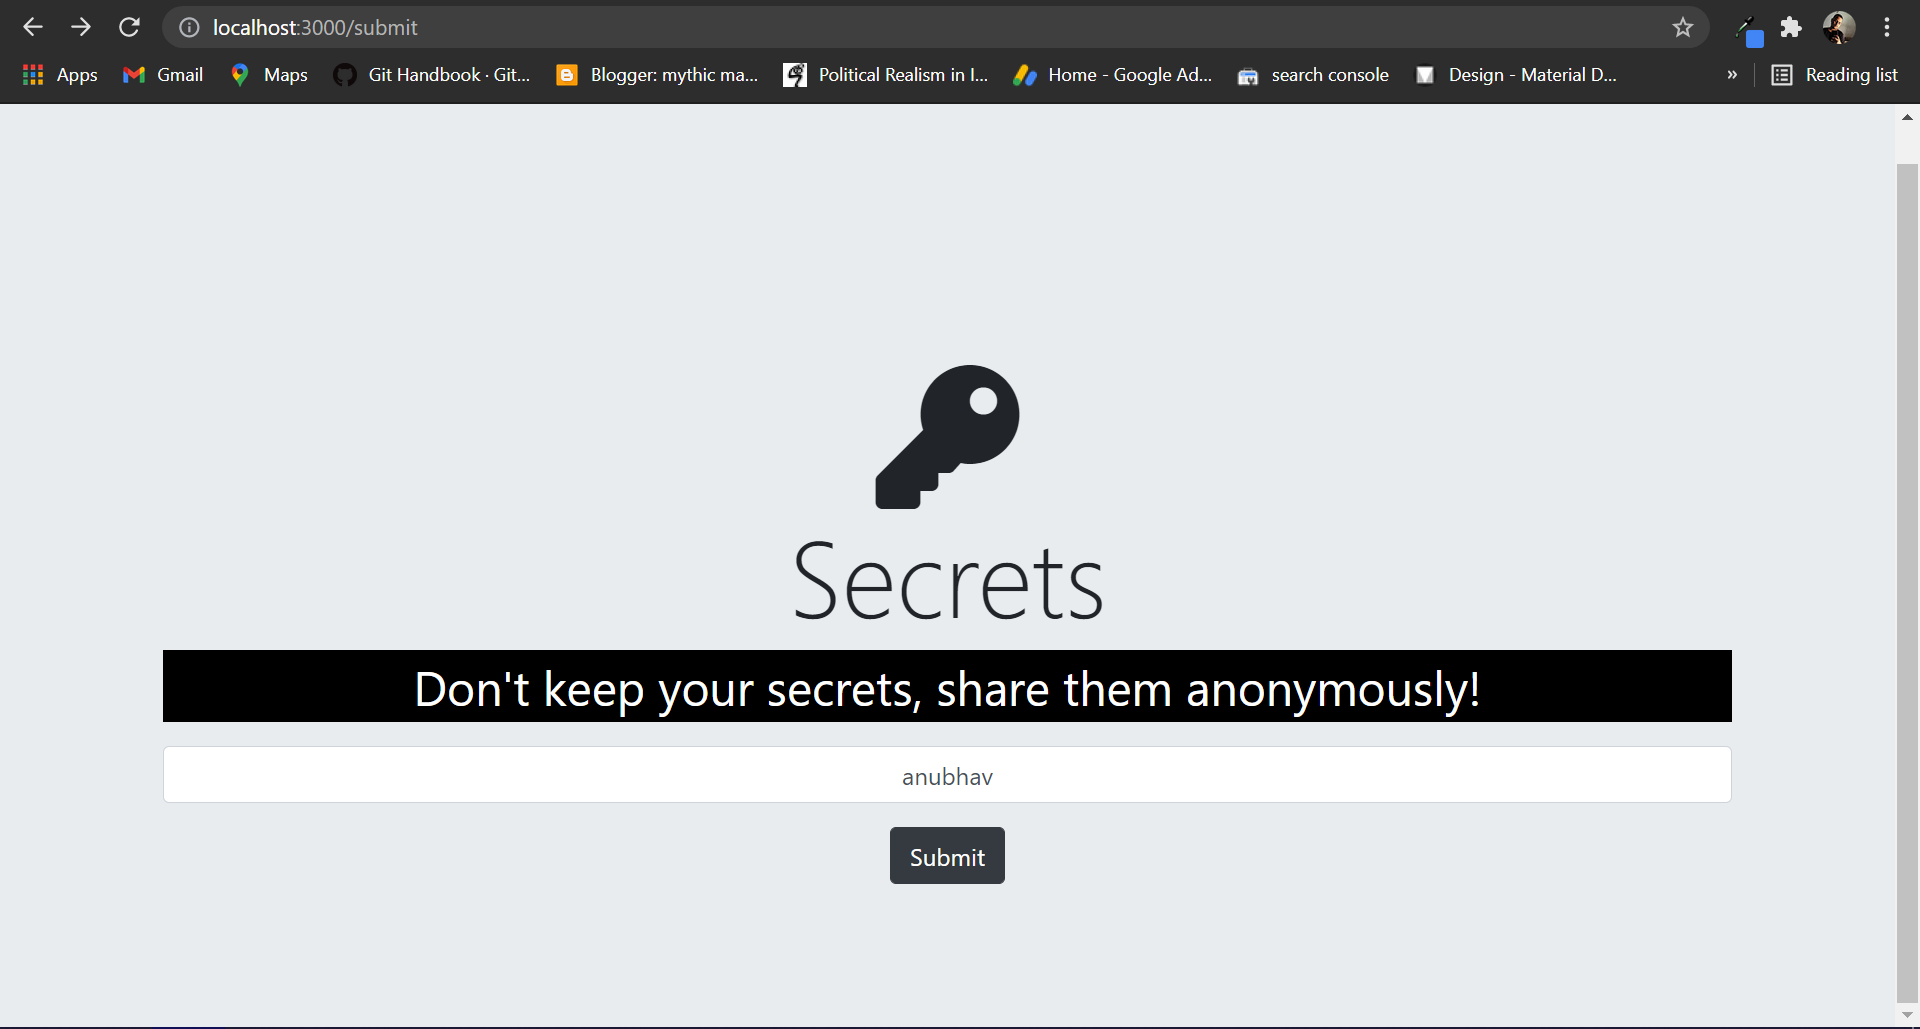 localhost:3000/submit
Apps Gmail Maps Git Handbook · Git... Blogger: mythic ma... Political Realism in I... Home - Google Ad... search console Design - Material D... » Reading list
Secrets
Don't keep your secrets, share them anonymously!
anubhav
Submit